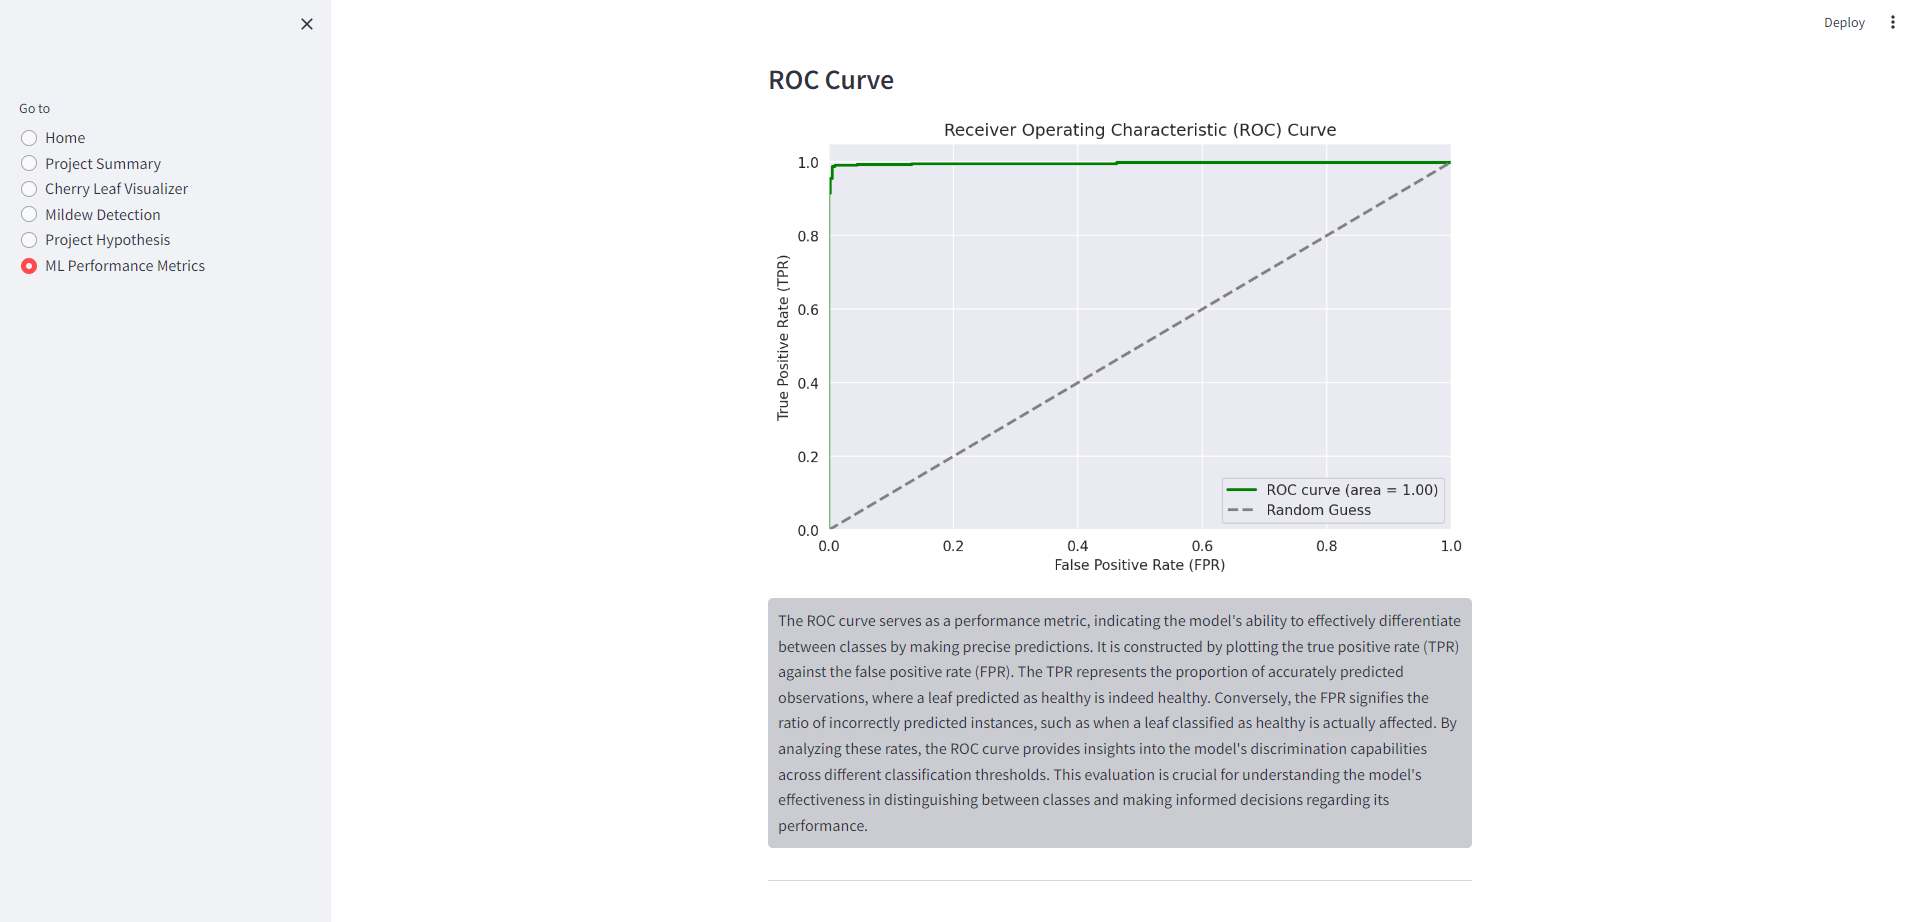 Deploy
Go to
Home
Project Summary
Cherry Leaf Visualizer
Mildew Detection
Project Hypothesis
ML Performance Metrics
ROC Curve
Receiver Operating Characteristic (ROC) Curve
True Positive Rate (TPR)
1.0
0.8
0.6
0.4
0.2
0.0
ROC curve (area = 1.00)
Random Guess
0.0 0.2 0.4 0.6 0.8 1.0
False Positive Rate (FPR)
The ROC curve serves as a performance metric, indicating the model's ability to effectively differentiate
between classes by making precise predictions. It is constructed by plotting the true positive rate (TPR)
against the false positive rate (FPR). The TPR represents the proportion of accurately predicted
observations, where a leaf predicted as healthy is indeed healthy. Conversely, the FPR signifies the
ratio of incorrectly predicted instances, such as when a leaf classified as healthy is actually affected. By
analyzing these rates, the ROC curve provides insights into the model's discrimination capabilities
across different classification thresholds. This evaluation is crucial for understanding the model's
effectiveness in distinguishing between classes and making informed decisions regarding its
performance.